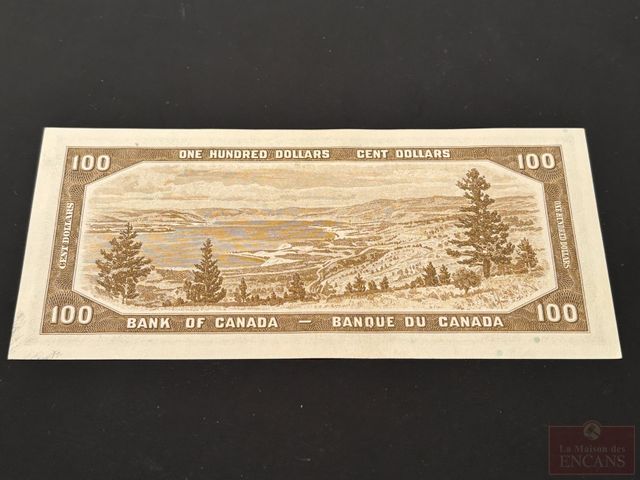 ONE HUNDRED DOLLARS CENT DOLLARS
100
100
CENT DOLLARS
ONE HUNDRED DOLLARS
100
100
BANK OF CANADA — BANQUE DU CANADA
La Maison des
ENCANS